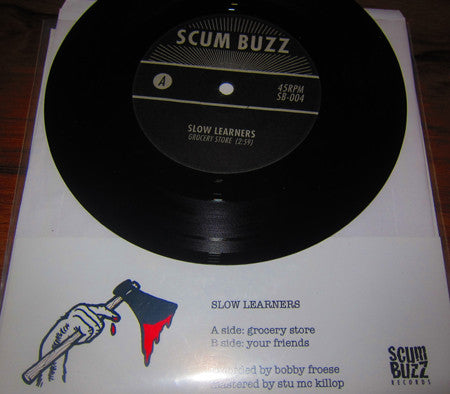 SCUM BUZZ
A
45RPM
SB-004
SLOW LEARNERS
GROCERY STORE (2:59)
SLOW LEARNERS
A side: grocery store
B side: your friends
by bobby froese
mastered by stu mc killop
SCUM
BUZZ
RECORDS